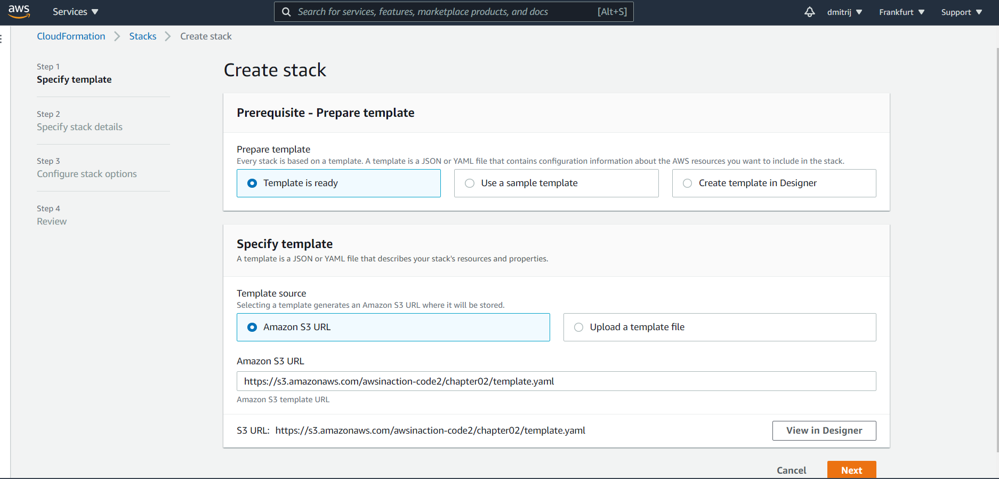 aws Services Search for services, features, marketplace products, and docs [Alt+S] dmitrij Frankfurt Support
CloudFormation Stacks Create stack
Step 1
Specify template
Step 2
Specify stack details
Step 3
Configure stack options
Step 4
Review
Create stack
Prerequisite - Prepare template
Prepare template
Every stack is based on a template. A template is a JSON or YAML file that contains configuration information about the AWS resources you want to include in the stack.
Template is ready Use a sample template Create template in Designer
Specify template
A template is a JSON or YAML file that describes your stack's resources and properties.
Template source
Selecting a template generates an Amazon S3 URL where it will be stored.
Amazon S3 URL Upload a template file
Amazon S3 URL
https://s3.amazonaws.com/awsinaction-code2/chapter02/template.yaml
Amazon S3 template URL
S3 URL: https://s3.amazonaws.com/awsinaction-code2/chapter02/template.yaml View in Designer
Cancel Next